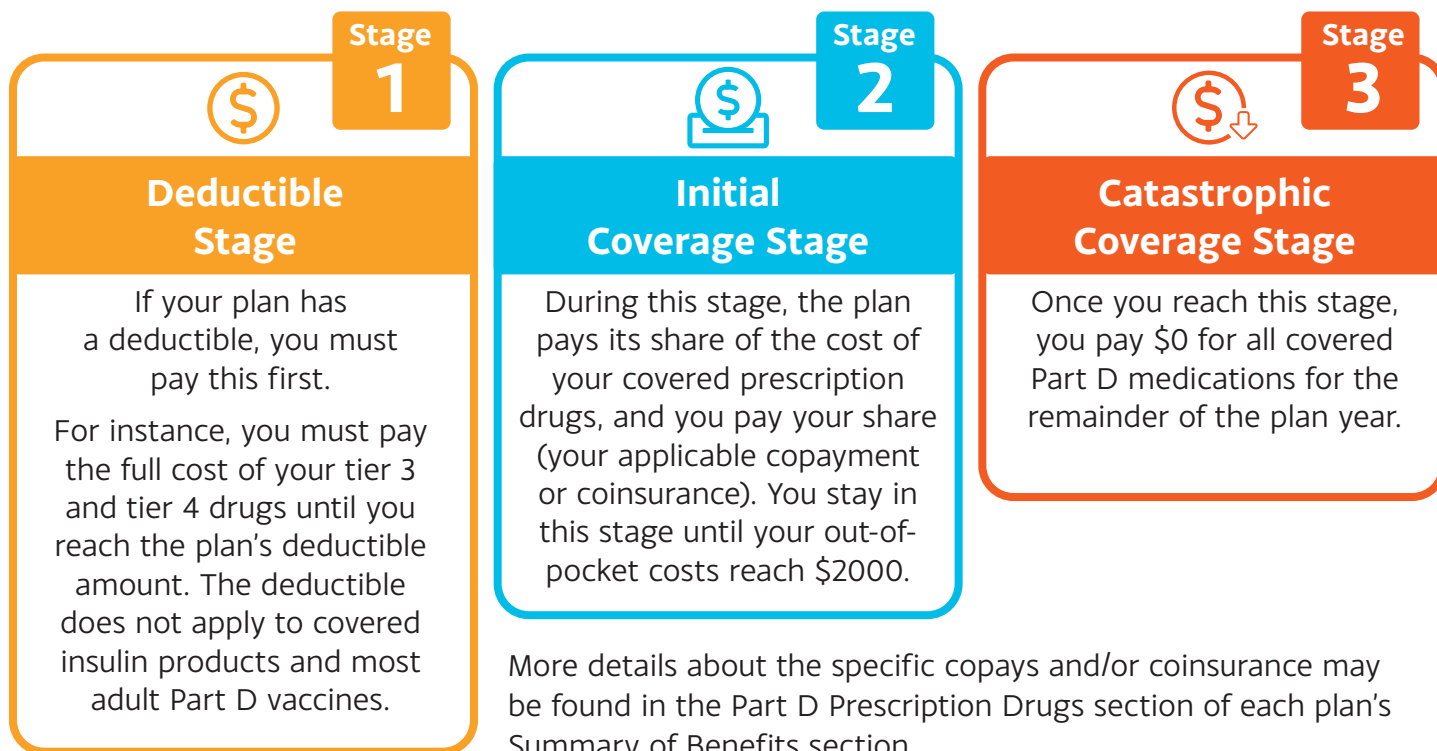 Stage
1
Deductible
Stage
If your plan has
a deductible, you must
pay this first.
For instance, you must pay
the full cost of your tier 3
and tier 4 drugs until you
reach the plan's deductible
amount. The deductible
does not apply to covered
insulin products and most
adult Part D vaccines.
Stage
2
Initial
Coverage Stage
During this stage, the plan
pays its share of the cost of
your covered prescription
drugs, and you pay your share
(your applicable copayment
or coinsurance). You stay in
this stage until your out-of-
pocket costs reach $2000.
Stage
3
Catastrophic
Coverage Stage
Once you reach this stage,
you pay $0 for all covered
Part D medications for the
remainder of the plan year.
More details about the specific copays and/or coinsurance may
be found in the Part D Prescription Drugs section of each plan's
Summary of Benefits section